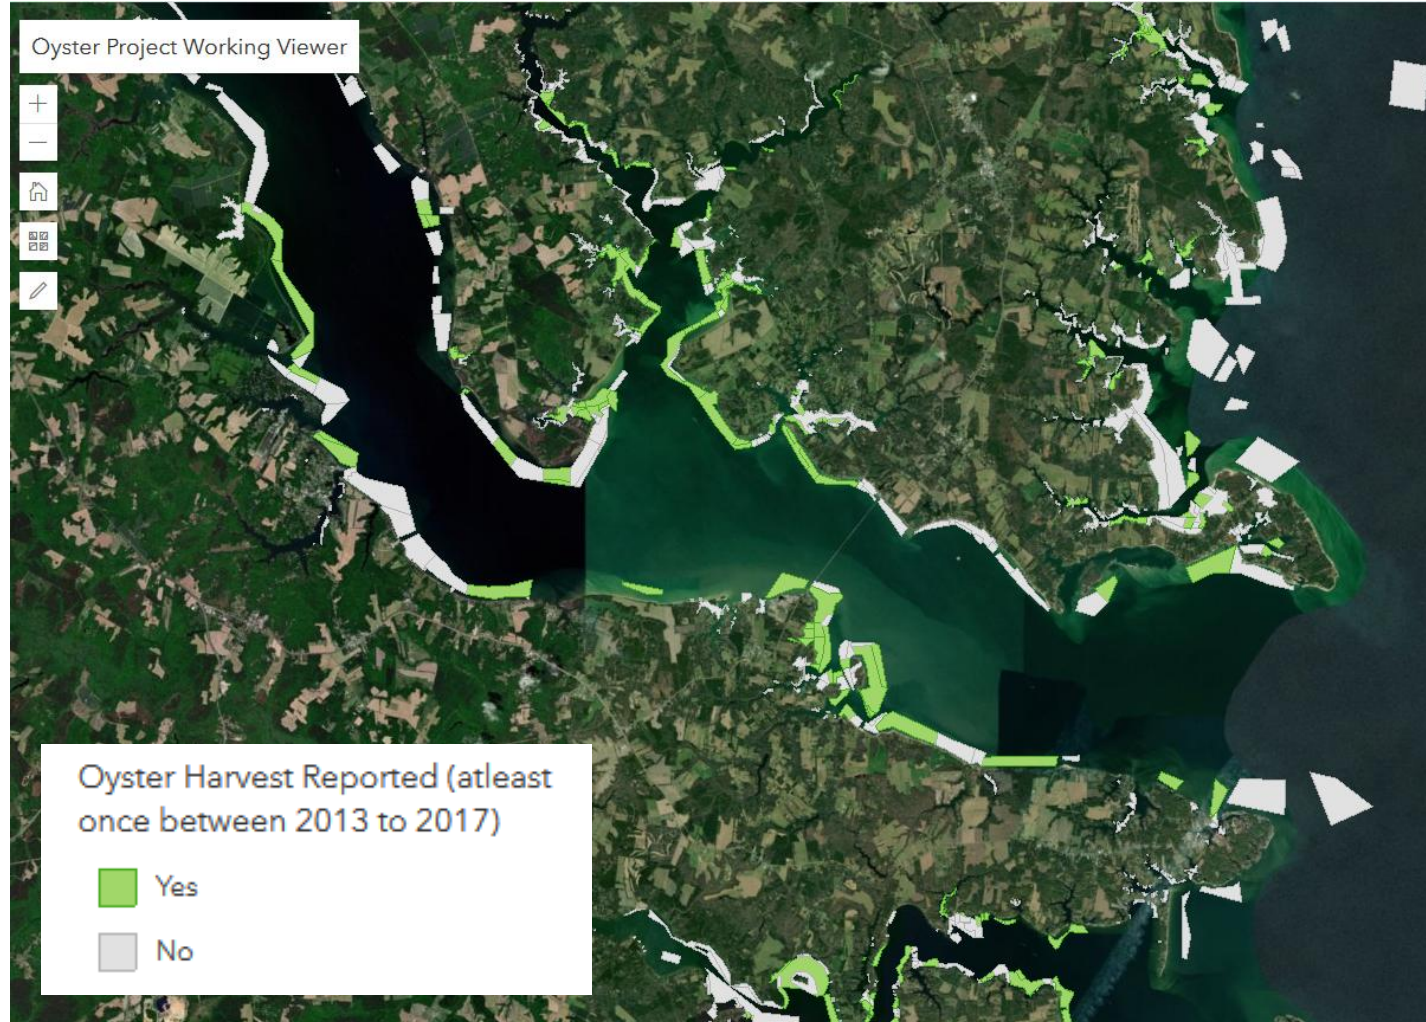 Oyster Project Working Viewer
Oyster Harvest Reported (atleast
once between 2013 to 2017)
Yes
No